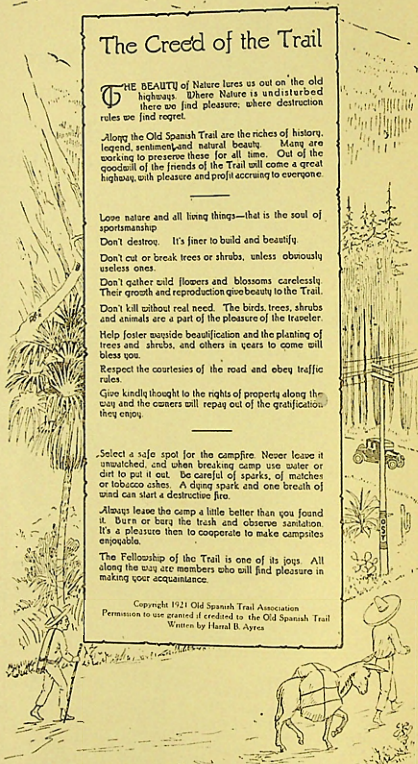 The Creed of the Trail
THE BEAUTY of Nature lures us out on the old
highways. Where Nature is undisturbed
there we find pleasure; where destruction
rules we find regret.
Along the Old Spanish Trail are the riches of history,
legend, sentiment, and natural beauty. Many are
working to preserve these for all time. Out of the
goodwill of the friends of the Trail will come a great
highway, with pleasure and profit accruing to everyone.
Love nature and all living things—that is the soul of
sportsmanship
Don't destroy. It's finer to build and beautify.
Don't cut or break trees or shrubs, unless obviously
useless ones.
Don't gather wild flowers and blossoms carelessly.
Their growth and reproduction give beauty to the Trail.
Don't kill without real need. The birds, trees, shrubs
and animals are a part of the pleasure of the traveler.
Help foster wayside beautification and the planting of
trees and shrubs, and others in years to come will
bless you.
Respect the courtesies of the road and obey traffic
rules.
Give kindly thought to the rights of property along the
way and the owners will repay out of the gratification
they enjoy.
Select a safe spot for the campfire. Never leave it
unwatched, and when breaking camp use water or
dirt to put it out. Be careful of sparks, of matches
or tobacco ashes. A dying spark and one breath of
wind can start a destructive fire.
Always leave the camp a little better than you found
it. Burn or bury the trash and observe sanitation.
It's a pleasure then to cooperate to make campsites
enjoyable.
The Fellowship of the Trail is one of its joys. All
along the way are members who will find pleasure in
making your acquaintance.
Copyright 1921 Old Spanish Trail Association
Permission to use granted if credited to the Old Spanish Trail
Written by Harral B. Ayres